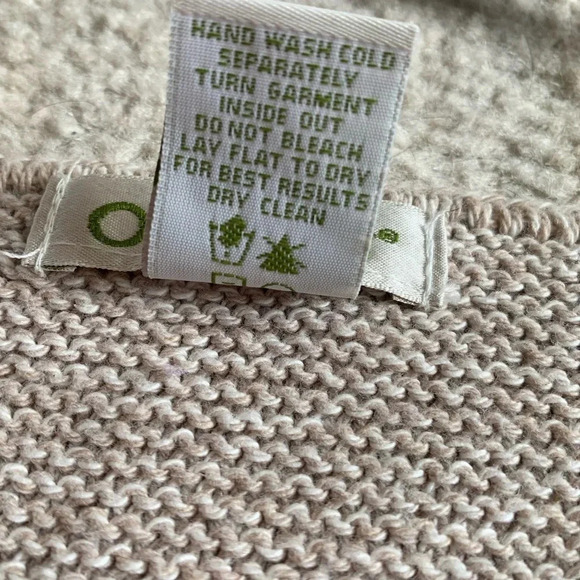 HAND WASH COLD
SEPARATELY
TURN GARMENT
INSIDE OUT
DO NOT BLEACH
LAY FLAT TO DRY
FOR BEST RESULTS
DRY CLEAN